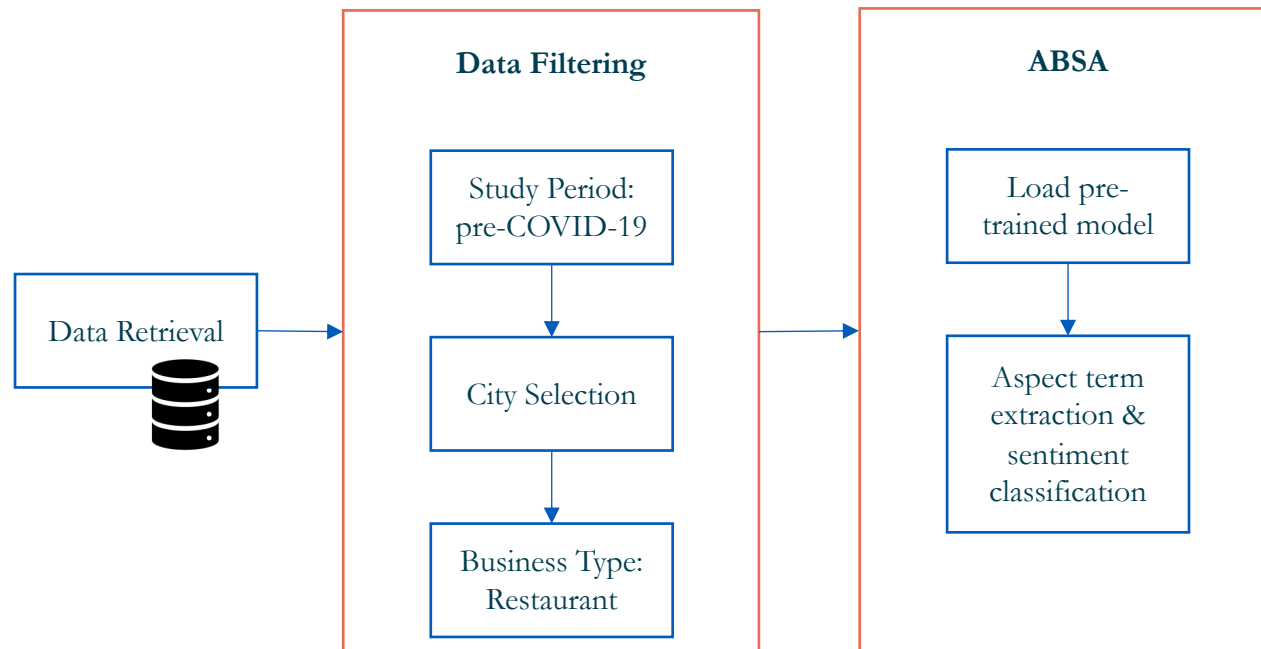 Data Retrieval
Data Filtering
Study Period:
pre-COVID-19
City Selection
Business Type:
Restaurant
ABSA
Load pre-
trained model
Aspect term
extraction &
sentiment
classification